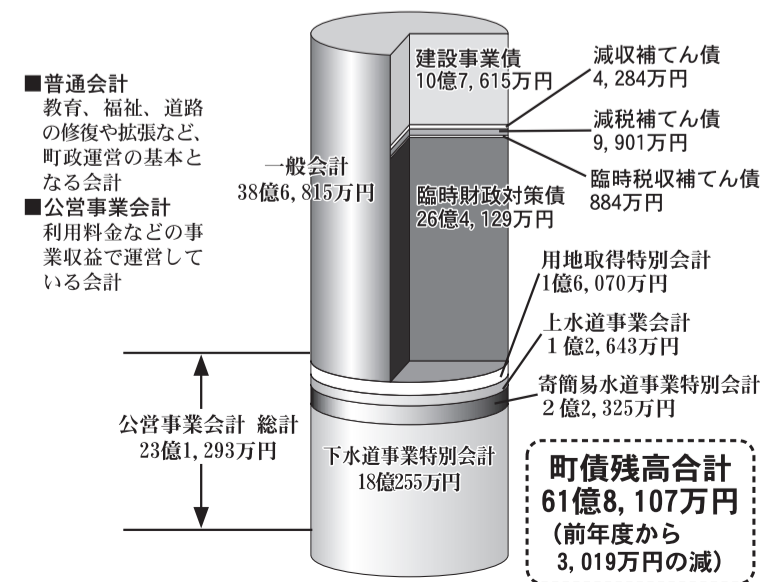 ■普通会計
教育、福祉、道路
の修復や拡張など、
町政運営の基本と
なる会計
■公営事業会計
利用料金などの事
業収益で運営して
いる会計
一般会計
38億6,815万円
建設事業債
10億7,615万円
減収補てん債
4,284万円
減税補てん債
9,901万円
臨時税収補てん債
884万円
臨時財政対策債
26億4,129万円
用地取得特別会計
1億6,070万円
上水道事業会計
1億2,643万円
寄簡易水道事業特別会計
2億2,325万円
公営事業会計 総計
23億1,293万円
下水道事業特別会計
18億255万円
町債残高合計
61億8,107万円
(前年度から
3,019万円の減)